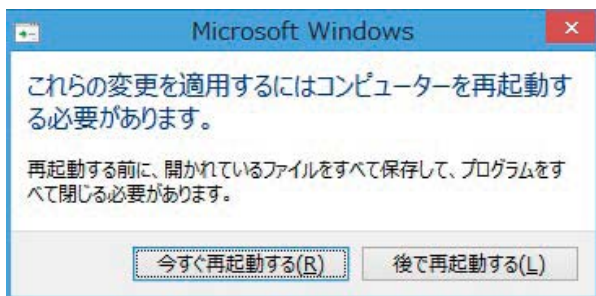 Microsoft Windows
これらの変更を適用するにはコンピューターを再起動す
る必要があります。
再起動する前に、開かれているファイルをすべて保存して、プログラムをす
べて閉じる必要があります。
今すぐ再起動する(R) 後で再起動する(L)